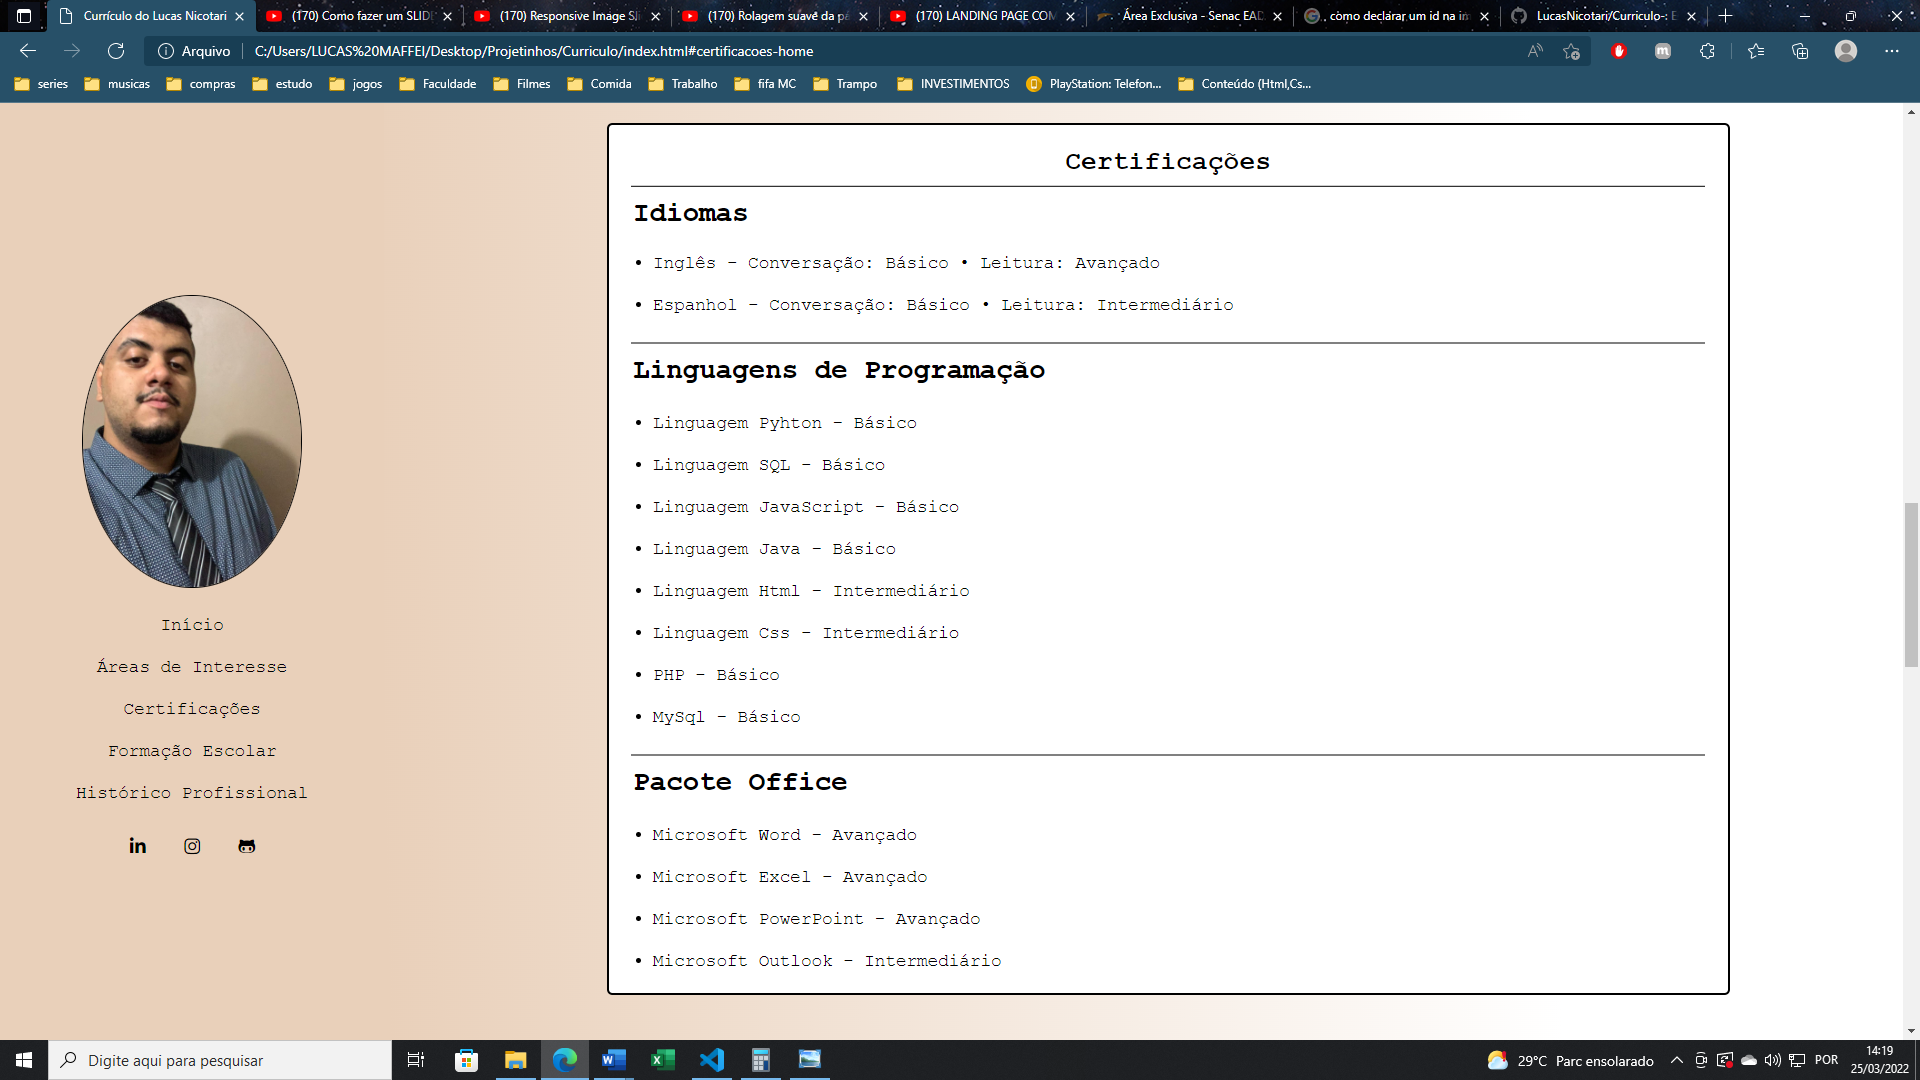 Currículo do Lucas Nicotari
(170) Como fazer um SLID
(170) Responsive Image Sl
(170) Rolagem suave da pá
(170) LANDING PAGE COM
Área Exclusiva - Senac EAD
como declarar um id na im
LucasNicotari/Curriculo-: E
Arquivo
C:/Users/LUCAS%20MAFFEI/Desktop/Projetinhos/Curriculo/index.html#certificacoes-home
series
musicas
compras
estudo
jogos
Faculdade
Filmes
Comida
Trabalho
fifa MC
Trampo
INVESTIMENTOS
PlayStation: Telefon...
Conteúdo (Html,Cs...
Início
Áreas de Interesse
Certificações
Formação Escolar
Histórico Profissional
Certificações
Idiomas
• Inglês - Conversação: Básico • Leitura: Avançado
• Espanhol - Conversação: Básico • Leitura: Intermediário
Linguagens de Programação
• Linguagem Pyhton - Básico
• Linguagem SQL - Básico
• Linguagem JavaScript - Básico
• Linguagem Java - Básico
• Linguagem Html - Intermediário
• Linguagem Css - Intermediário
• PHP - Básico
• MySql - Básico
Pacote Office
• Microsoft Word - Avançado
• Microsoft Excel - Avançado
• Microsoft PowerPoint - Avançado
• Microsoft Outlook - Intermediário
Digite aqui para pesquisar
29°C Parc ensolarado
POR
14:19
25/03/2022